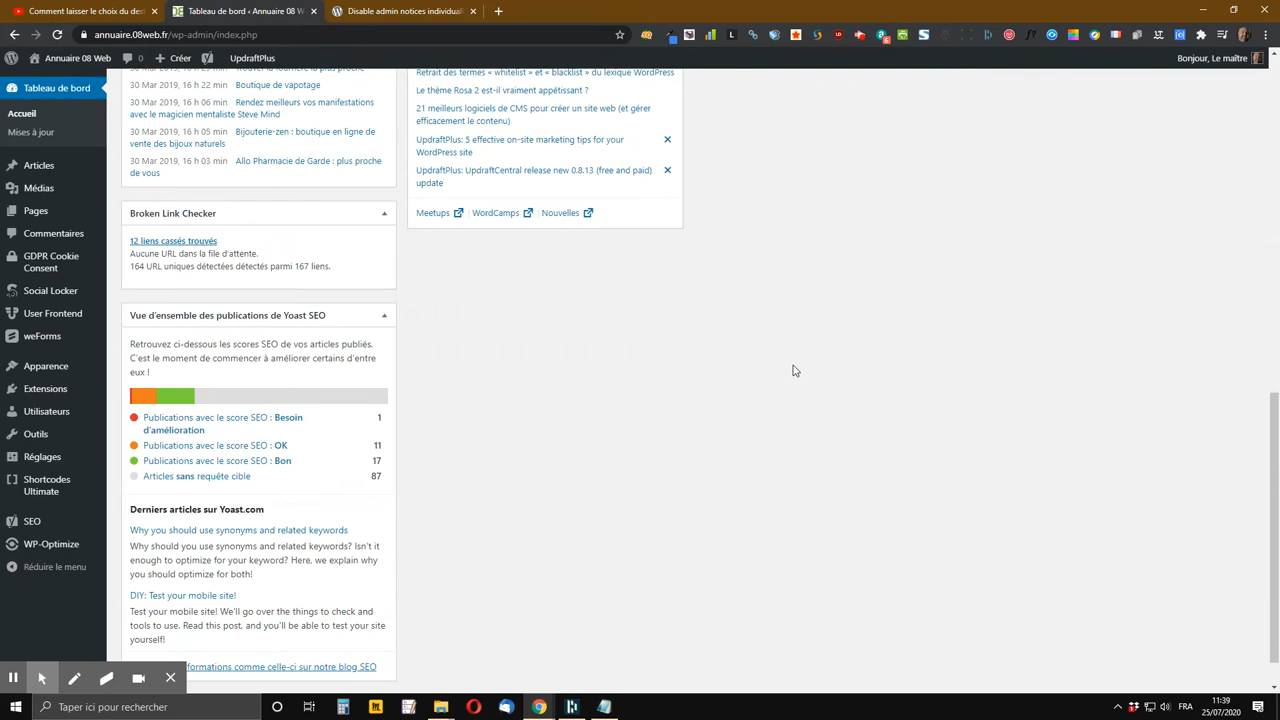 Comment laisser le choix du des
Tableau de bord ‹ Annuaire 08 W
Disable admin notices individuall
annuaire.08web.fr/wp-admin/index.php
Annuaire 08 Web
0
Créer
UpdraftPlus
Bonjour, Le maître
Tableau de bord
Accueil
Mises à jour
Articles
Médias
Pages
Commentaires
GDPR Cookie
Consent
Social Locker
User Frontend
weForms
Apparence
Extensions
Utilisateurs
Outils
Réglages
Shortcodes
Ultimate
SEO
WP-Optimize
Réduire le menu
30 Mar 2019, 16 h 22 min Boutique de vapotage
30 Mar 2019, 16 h 06 min Rendez meilleurs vos manifestations
avec le magicien mentaliste Steve Mind
30 Mar 2019, 16 h 05 min Bijouterie-zen : boutique en ligne de
vente des bijoux naturels
30 Mar 2019, 16 h 03 min Allo Pharmacie de Garde : plus proche
de vous
Broken Link Checker
12 liens cassés trouvés
Aucune URL dans la file d'attente.
164 URL uniques détectées détectés parmi 167 liens.
Vue d'ensemble des publications de Yoast SEO
Retrouvez ci-dessous les scores SEO de vos articles publiés.
C'est le moment de commencer à améliorer certains d'entre
eux !
Publications avec le score SEO : Besoin
d'amélioration
1
Publications avec le score SEO : OK 11
Publications avec le score SEO : Bon 17
Articles sans requête cible 87
Derniers articles sur Yoast.com
Why you should use synonyms and related keywords
Why should you use synonyms and related keywords? Isn't it
enough to optimize for your keyword? Here, we explain why
you should optimize for both!
DIY: Test your mobile site!
Test your mobile site! We'll go over the things to check and
tools to use. Read this post, and you'll be able to test your site
yourself!
formations comme celle-ci sur notre blog SEO
Retrait des termes « whitelist » et « blacklist » du lexique WordPress
Le thème Rosa 2 est-il vraiment appétissant ?
21 meilleurs logiciels de CMS pour créer un site web (et gérer
efficacement le contenu)
UpdraftPlus: 5 effective on-site marketing tips for your
WordPress site
UpdraftPlus: UpdraftCentral release new 0.8.13 (free and paid)
update
Meetups
WordCamps
Nouvelles
Taper ici pour rechercher
FRA
11:39
25/07/2020